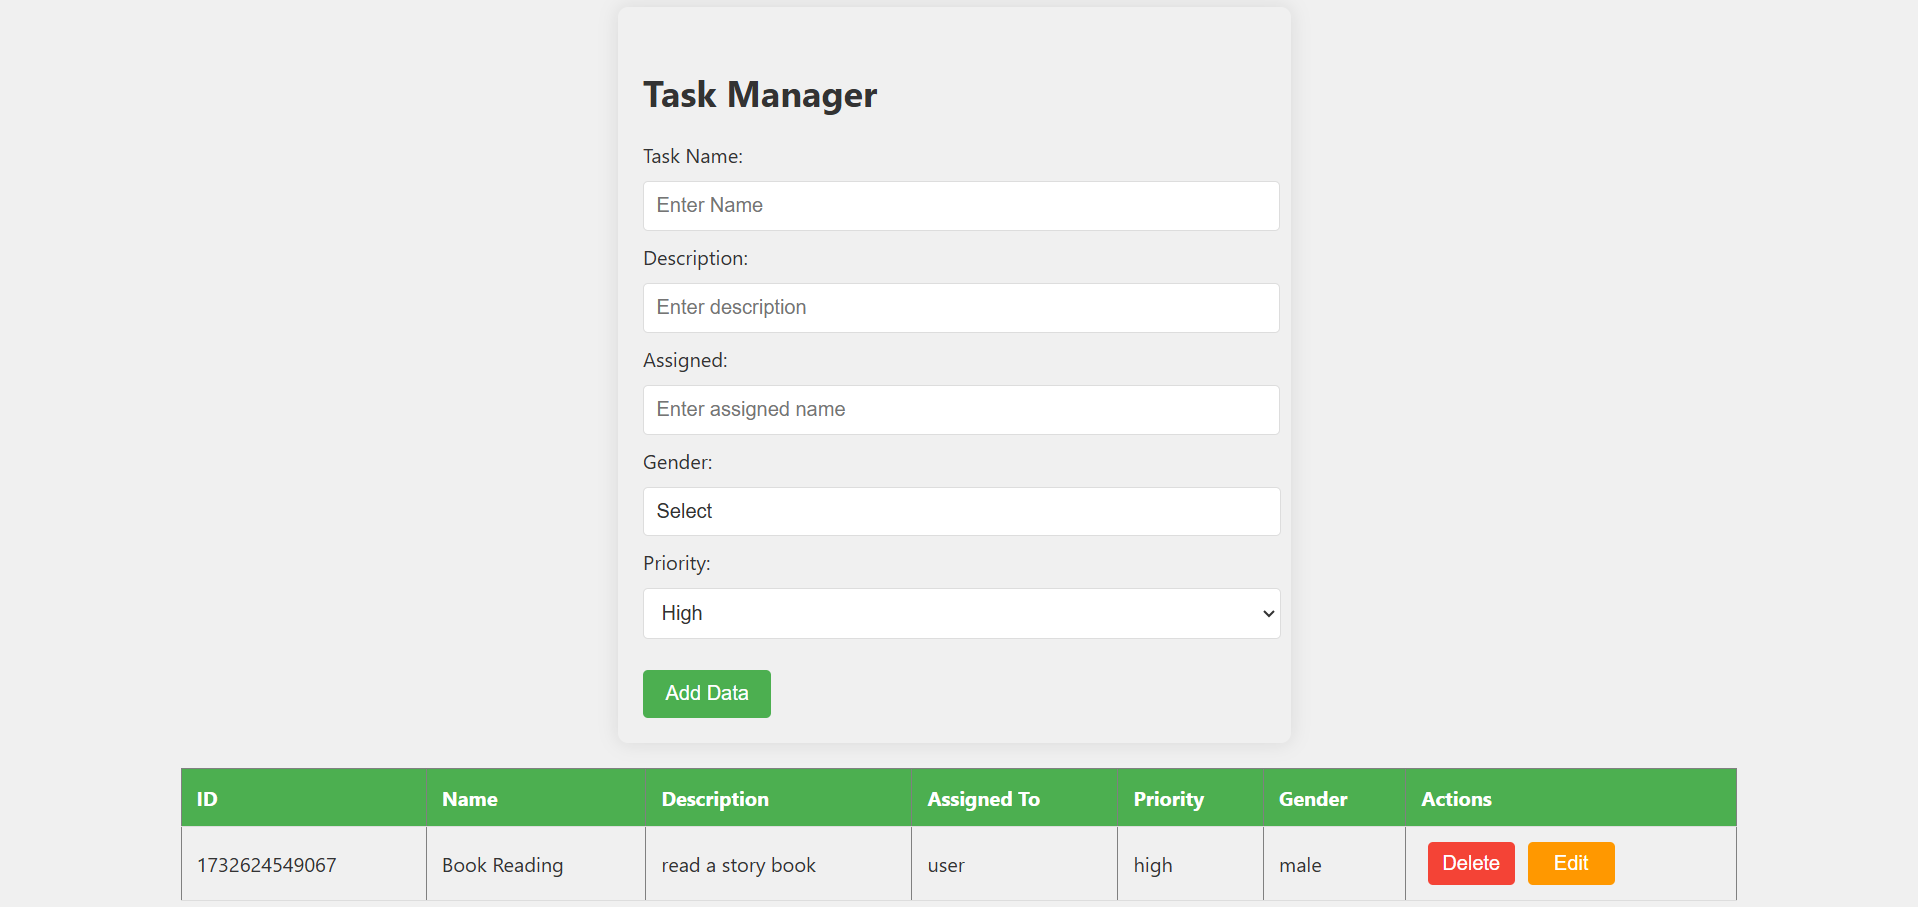 Task Manager
Task Name:
Enter Name
Description:
Enter description
Assigned:
Enter assigned name
Gender:
Select
Priority:
High
Add Data
ID Name Description Assigned To Priority Gender Actions
1732624549067 Book Reading read a story book user high male Delete Edit